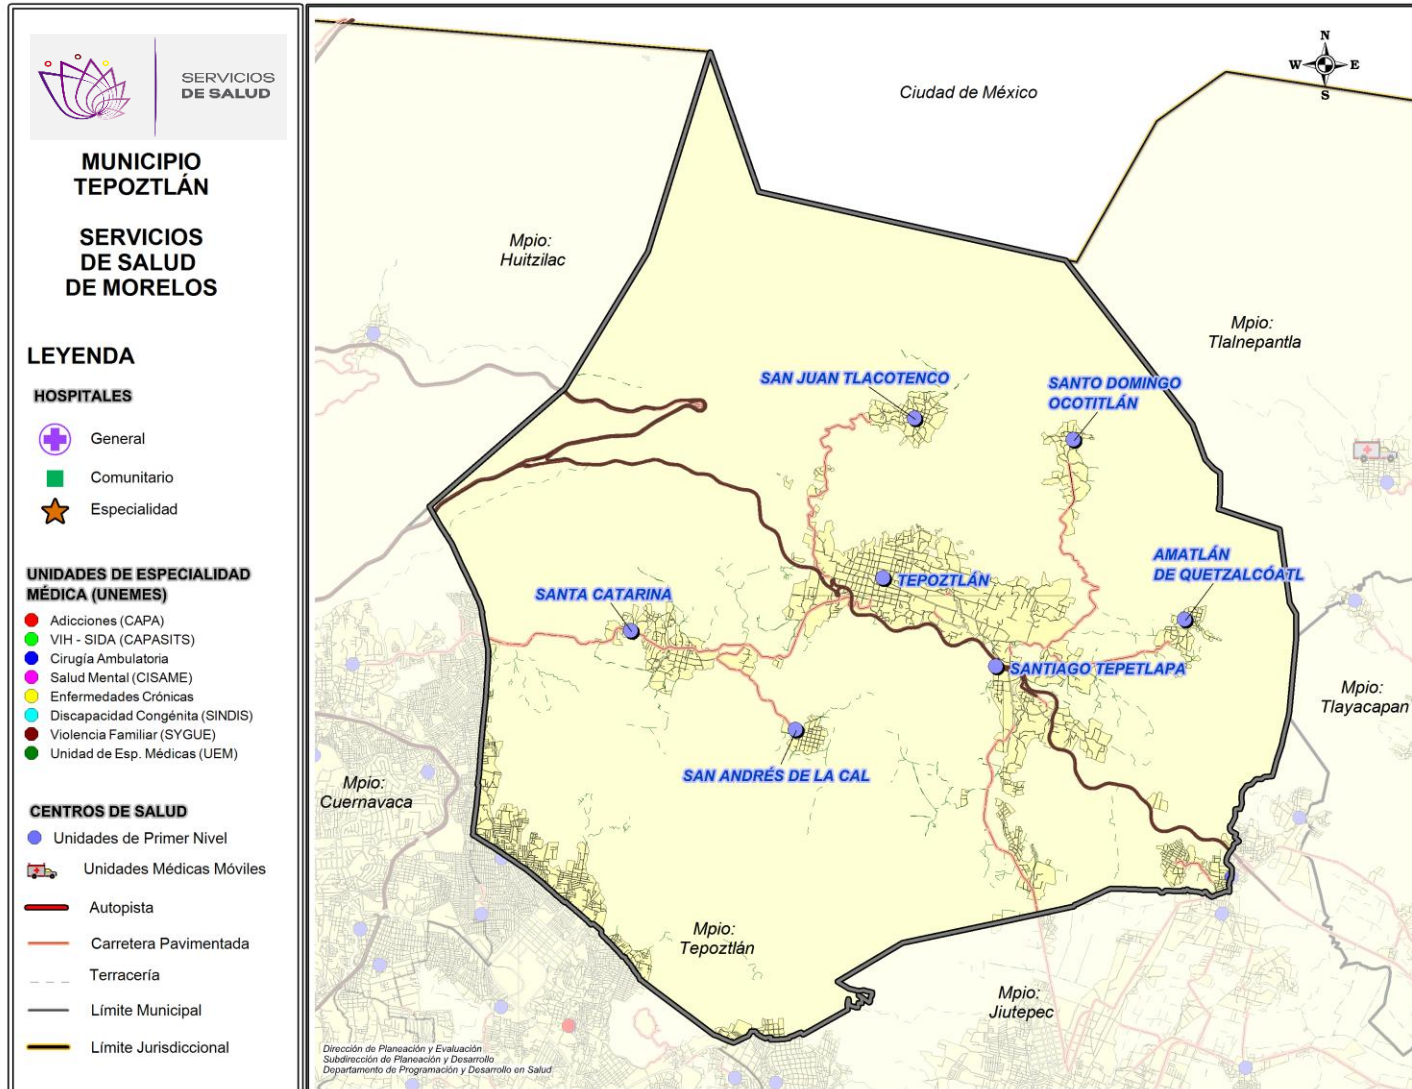 SERVICIOS
DE SALUD
MUNICIPIO
TEPOZTLÁN
SERVICIOS
DE SALUD
DE MORELOS
LEYENDA
HOSPITALES
General
Comunitario
Especialidad
UNIDADES DE ESPECIALIDAD
MÉDICA (UNEMES)
Adicciones (CAPA)
VIH - SIDA (CAPASITS)
Cirugía Ambulatoria
Salud Mental (CISAME)
Enfermedades Crónicas
Discapacidad Congénita (SINDIS)
Violencia Familiar (SYGUE)
Unidad de Esp. Médicas (UEM)
CENTROS DE SALUD
Unidades de Primer Nivel
Unidades Médicas Móviles
Autopista
Carretera Pavimentada
Terracería
Límite Municipal
Límite Jurisdiccional
N
W
E
S
Ciudad de México
Mpio:
Huitzilac
Mpio:
Tlalnepantla
SAN JUAN TLACOTENCO
SANTO DOMINGO
OCOTITLÁN
AMATLÁN
DE QUETZALCÓATL
TEPOZTLÁN
SANTA CATARINA
SANTIAGO TEPETLAPA
Mpio:
Tlayacapan
SAN ANDRÉS DE LA CAL
Mpio:
Cuernavaca
Mpio:
Tepoztlán
Mpio:
Jiutepec
Dirección de Planeación y Evaluación
Subdirección de Planeación y Desarrollo
Departamento de Programación y Desarrollo en Salud